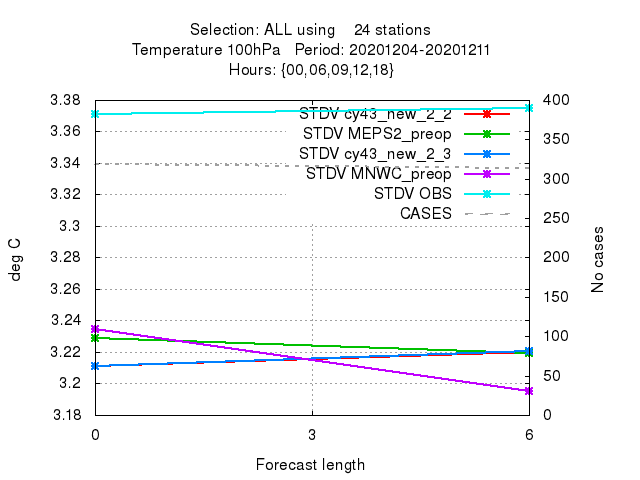 Selection: ALL using 24 stations
Temperature 100hPa Period: 20201204-20201211
Hours: {00,06,09,12,18}
3.38
3.36
3.34
3.32
3.3
3.28
3.26
3.24
3.22
3.2
3.18
deg C
400
350
300
250
200
150
100
50
0
No cases
STDV cy43_new_2_2
STDV MEPS2_preop
STDV cy43_new_2_3
STDV MNWC_preop
STDV OBS
CASES
0 3 6
Forecast length